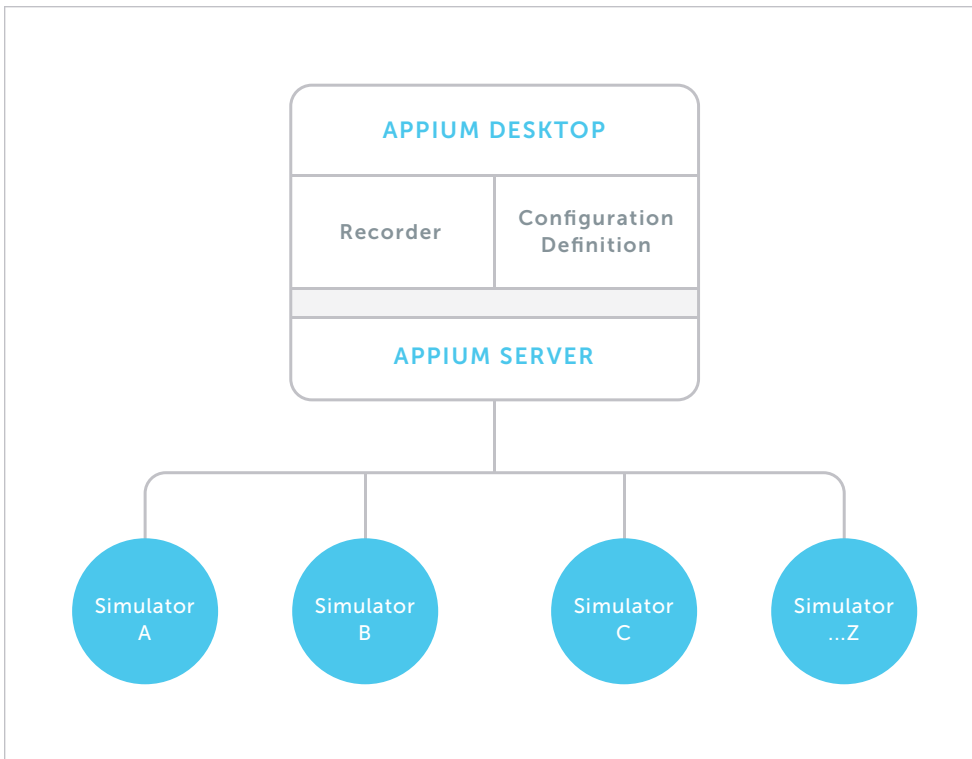 APPIUM DESKTOP
Recorder
Configuration
Definition
APPIUM SERVER
Simulator
A
Simulator
B
Simulator
C
Simulator
...Z